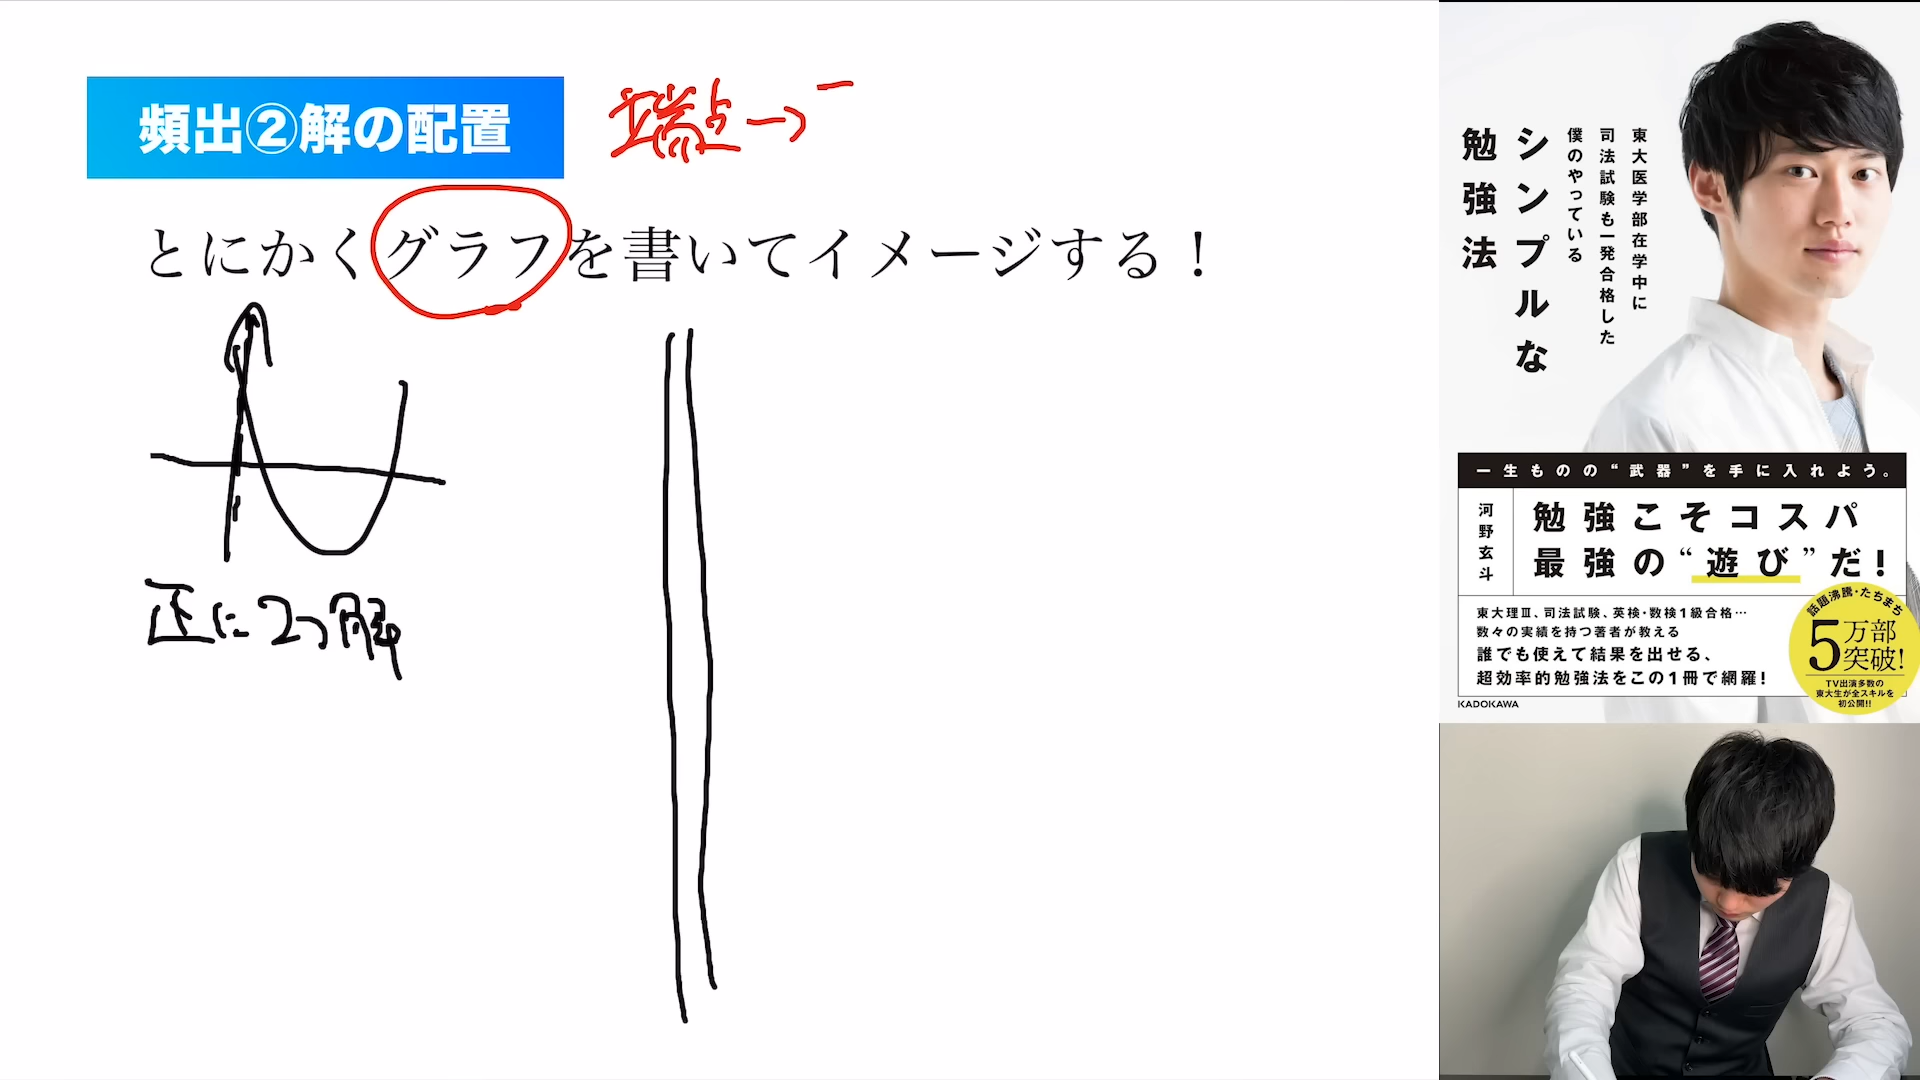 頻出②解の配置
端点→
とにかくグラフを書いてイメージする！
正に2つ解
東大医学部在学中に
司法試験も一発合格した
僕のやっている
シンプルな
勉強法
一生ものの“武器”を手に入れよう。
河野玄斗
勉強こそコスパ
最強の“遊び”だ！
東大理Ⅲ、司法試験、英検・数検1級合格…
数々の実績を持つ著者が教える
誰でも使えて結果を出せる、
超効率的勉強法をこの1冊で網羅！
話題沸騰・たちまち
5万部
突破！
TV出演多数の
東大生が全スキルを
初公開!!
KADOKAWA